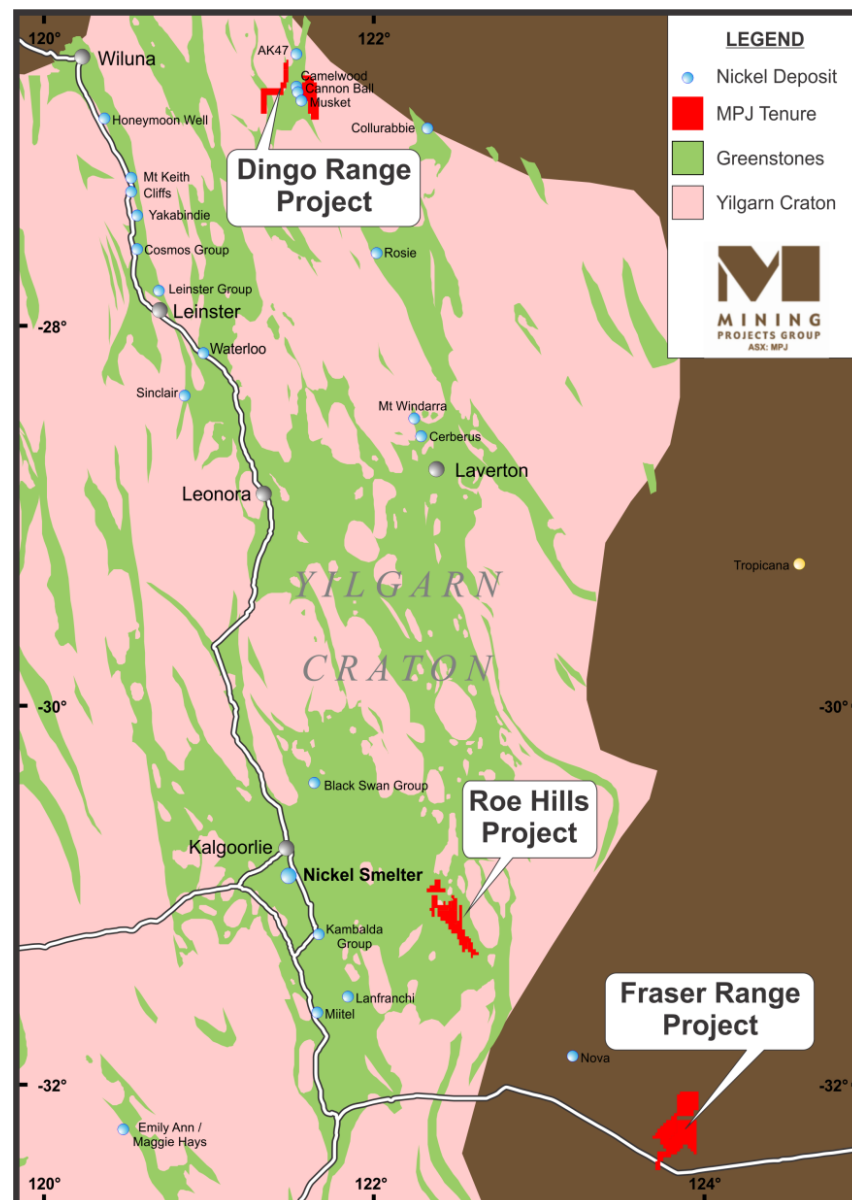 120°
122°
Wiluna
AK47
Camelwood
Cannon Ball
Musket
Honeymoon Well
Collurabbie
Dingo Range
Project
Mt Keith
Cliffs
Yakabindie
Cosmos Group
Rosie
Leinster Group
Leinster
-28°
Waterloo
Sinclair
Mt Windarra
Cerberus
Laverton
Leonora
Tropicana
YILGARN
CRATON
-30°
-30°
Black Swan Group
Roe Hills
Project
Kalgoorlie
Nickel Smelter
Kambalda
Group
Lanfranchi
Miitel
Fraser Range
Project
Nova
-32°
-32°
Emily Ann /
Maggie Hays
120°
122°
124°
LEGEND
Nickel Deposit
MPJ Tenure
Greenstones
Yilgarn Craton
MINING
PROJECTS GROUP
ASX: MPJ